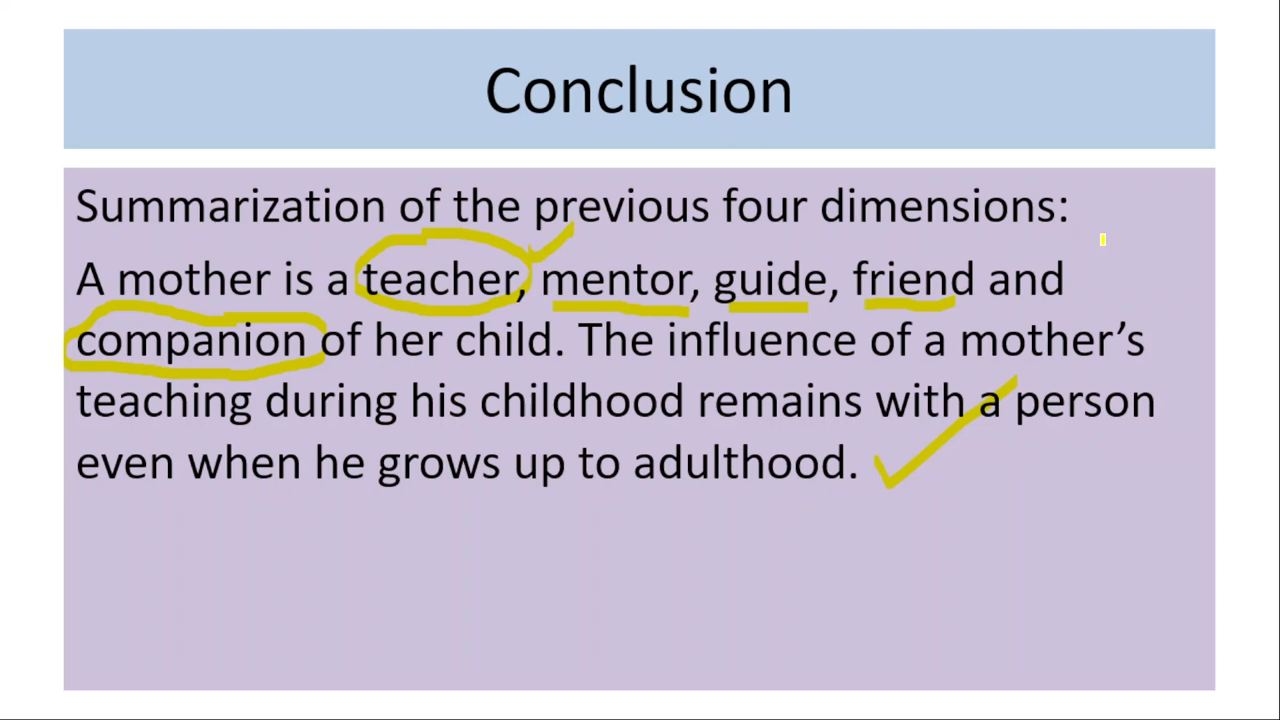 Conclusion
Summarization of the previous four dimensions:
A mother is a teacher, mentor, guide, friend and
companion of her child. The influence of a mother’s
teaching during his childhood remains with a person
even when he grows up to adulthood.